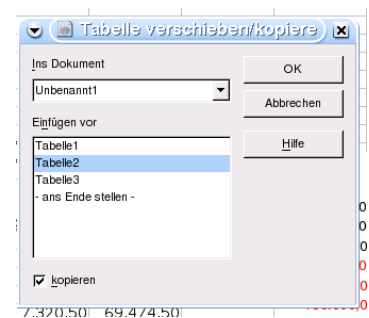 Tabelle verschieben/kopiere
Ins Dokument
OK
Unbenannt1
Abbrechen
Einfügen vor
Hilfe
Tabelle1
Tabelle2
Tabelle3
- ans Ende stellen -
kopieren
7.320,50 69.474,50